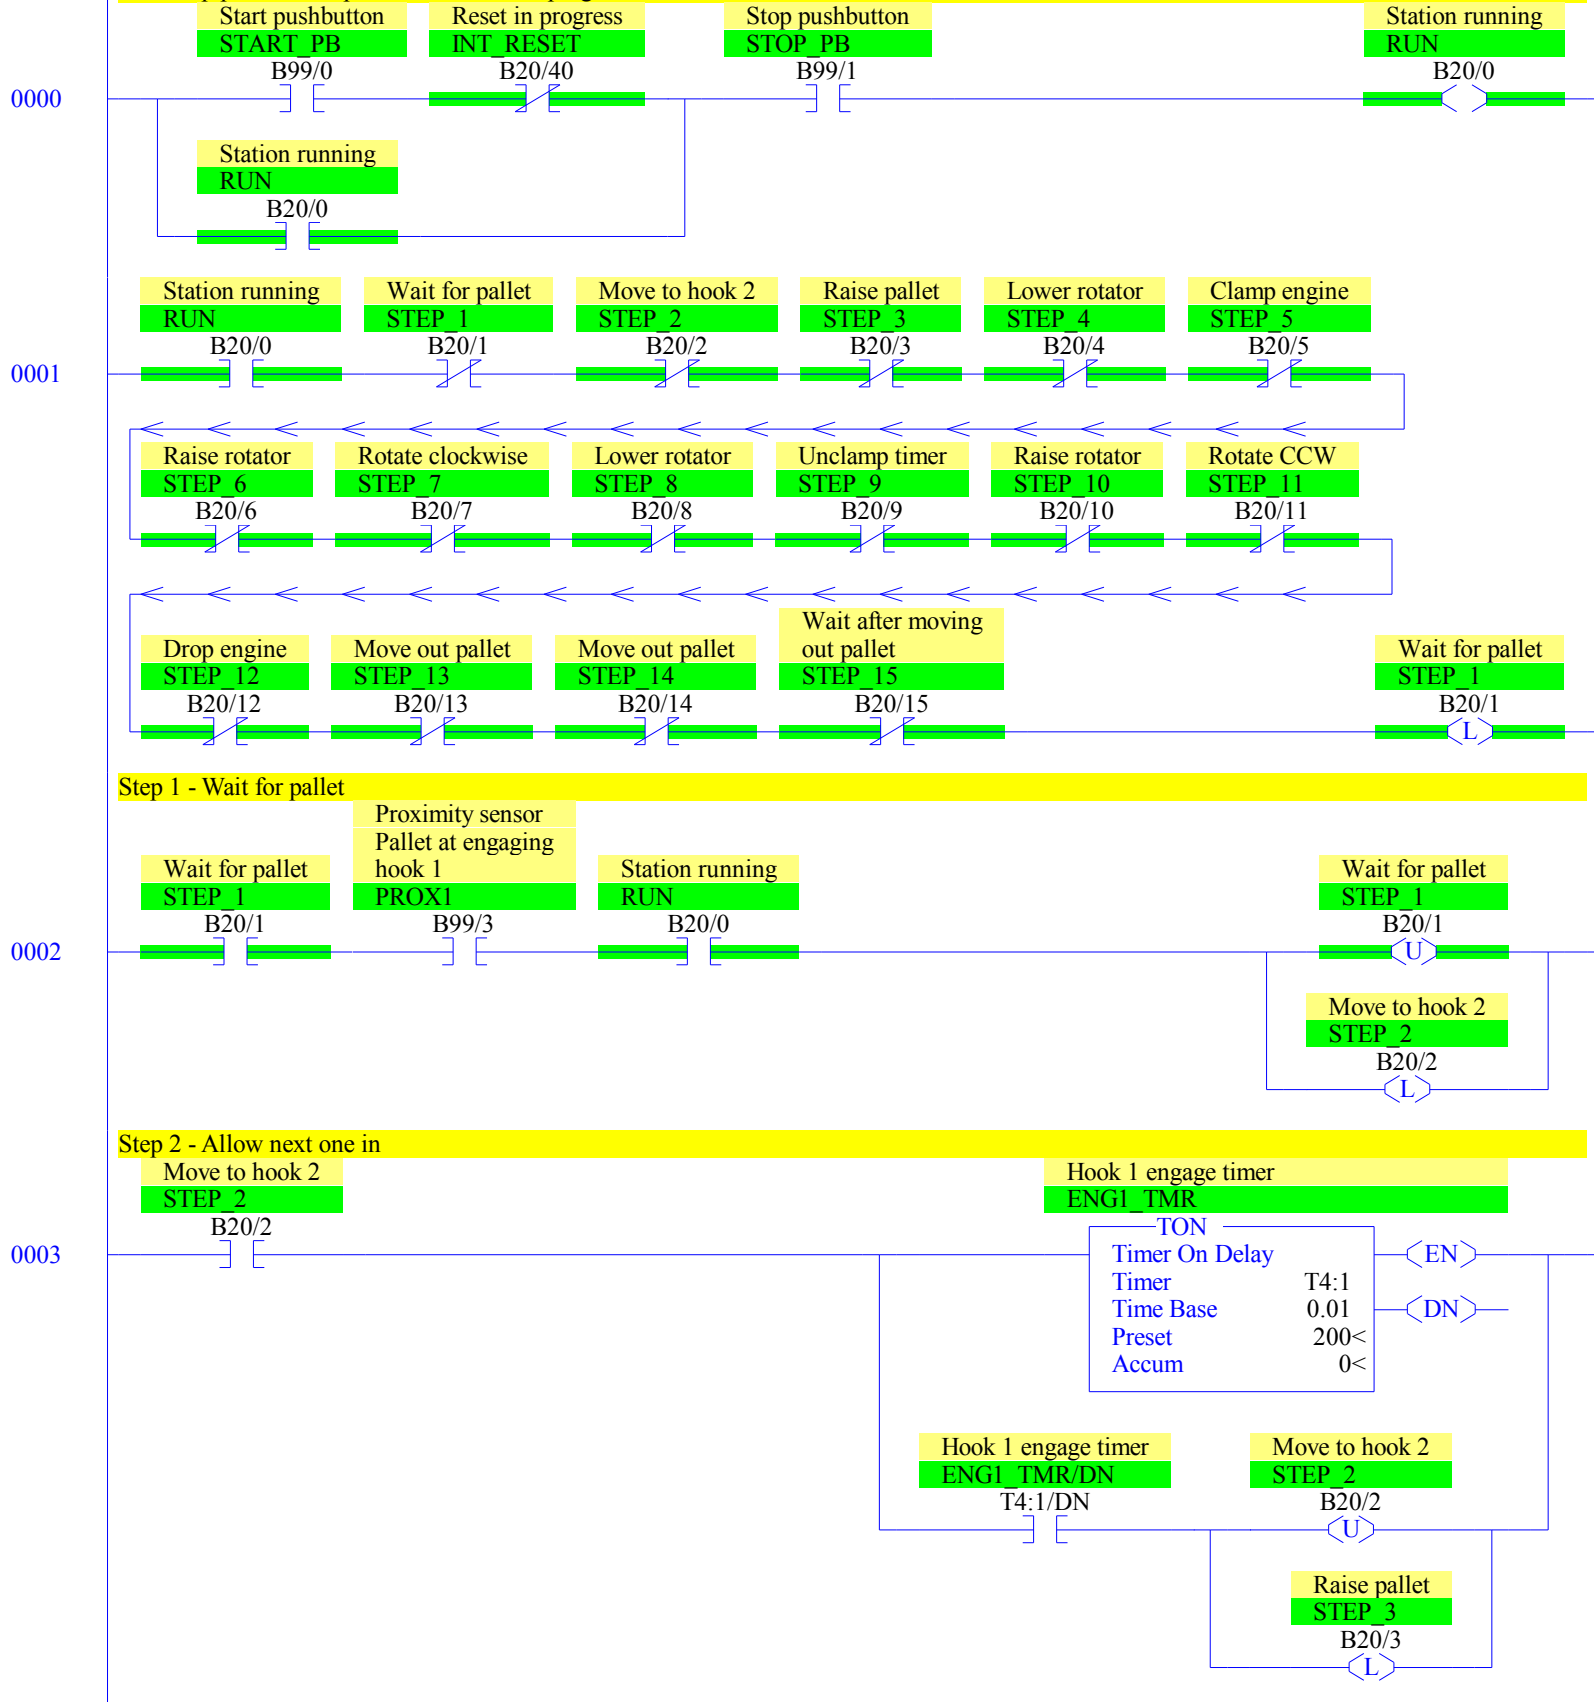 Start pushbutton Reset in progress Stop pushbutton Station running
START_PB INT_RESET STOP_PB RUN
B99/0 B20/40 B99/1 B20/0
0000
Station running
RUN
B20/0
Station running Wait for pallet Move to hook 2 Raise pallet Lower rotator Clamp engine
RUN STEP_1 STEP_2 STEP_3 STEP_4 STEP_5
B20/0 B20/1 B20/2 B20/3 B20/4 B20/5
0001
Raise rotator Rotate clockwise Lower rotator Unclamp timer Raise rotator Rotate CCW
STEP_6 STEP_7 STEP_8 STEP_9 STEP_10 STEP_11
B20/6 B20/7 B20/8 B20/9 B20/10 B20/11
Wait after moving
Drop engine Move out pallet Move out pallet out pallet Wait for pallet
STEP_12 STEP_13 STEP_14 STEP_15 STEP_1
B20/12 B20/13 B20/14 B20/15 B20/1
L
Step 1 - Wait for pallet
Proximity sensor
Pallet at engaging
Wait for pallet hook 1 Station running Wait for pallet
STEP_1 PROX1 RUN STEP_1
B20/1 B99/3 B20/0 B20/1
0002 U
Move to hook 2
STEP_2
B20/2
L
Step 2 - Allow next one in
Move to hook 2 Hook 1 engage timer
STEP_2 ENG1_TMR
B20/2 TON
0003 Timer On Delay EN
Timer T4:1
Time Base 0.01 DN
Preset 200<
Accum 0<
Hook 1 engage timer Move to hook 2
ENG1_TMR/DN STEP_2
T4:1/DN B20/2
U
Raise pallet
STEP_3
B20/3
L